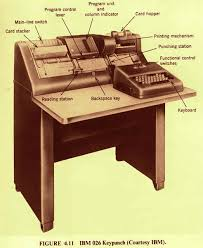 Program unit
and
column indicator
Program control
lever
Card hopper
Main-line switch
Card stacker
Printing mechanism
Punching station
Functional control
switches
Reading station
Backspace key
Keyboard
FIGURE 4.11 IBM 026 Keypunch (Courtesy IBM).